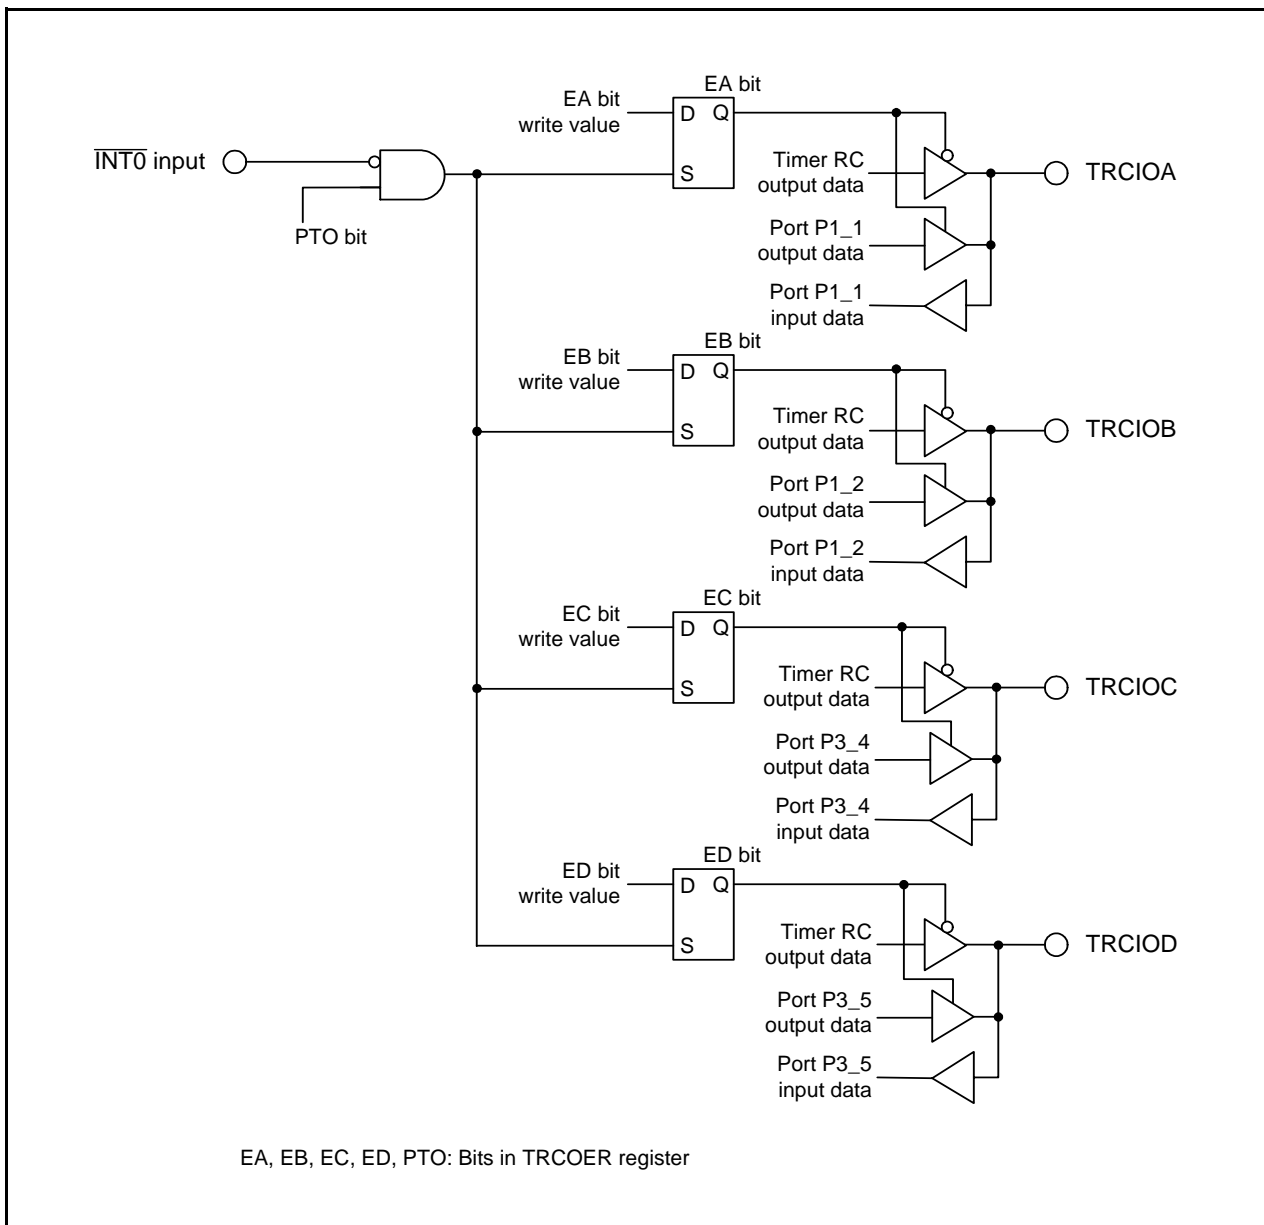 EA bit
EA bit
write value
D Q
S
INT0 input
PTO bit
Timer RC
output data
TRCIOA
Port P1_1
output data
Port P1_1
input data
EB bit
EB bit
write value
D Q
S
Timer RC
output data
TRCIOB
Port P1_2
output data
Port P1_2
input data
EC bit
EC bit
write value
D Q
S
Timer RC
output data
TRCIOC
Port P3_4
output data
Port P3_4
input data
ED bit
ED bit
write value
D Q
S
Timer RC
output data
TRCIOD
Port P3_5
output data
Port P3_5
input data
EA, EB, EC, ED, PTO: Bits in TRCOER register